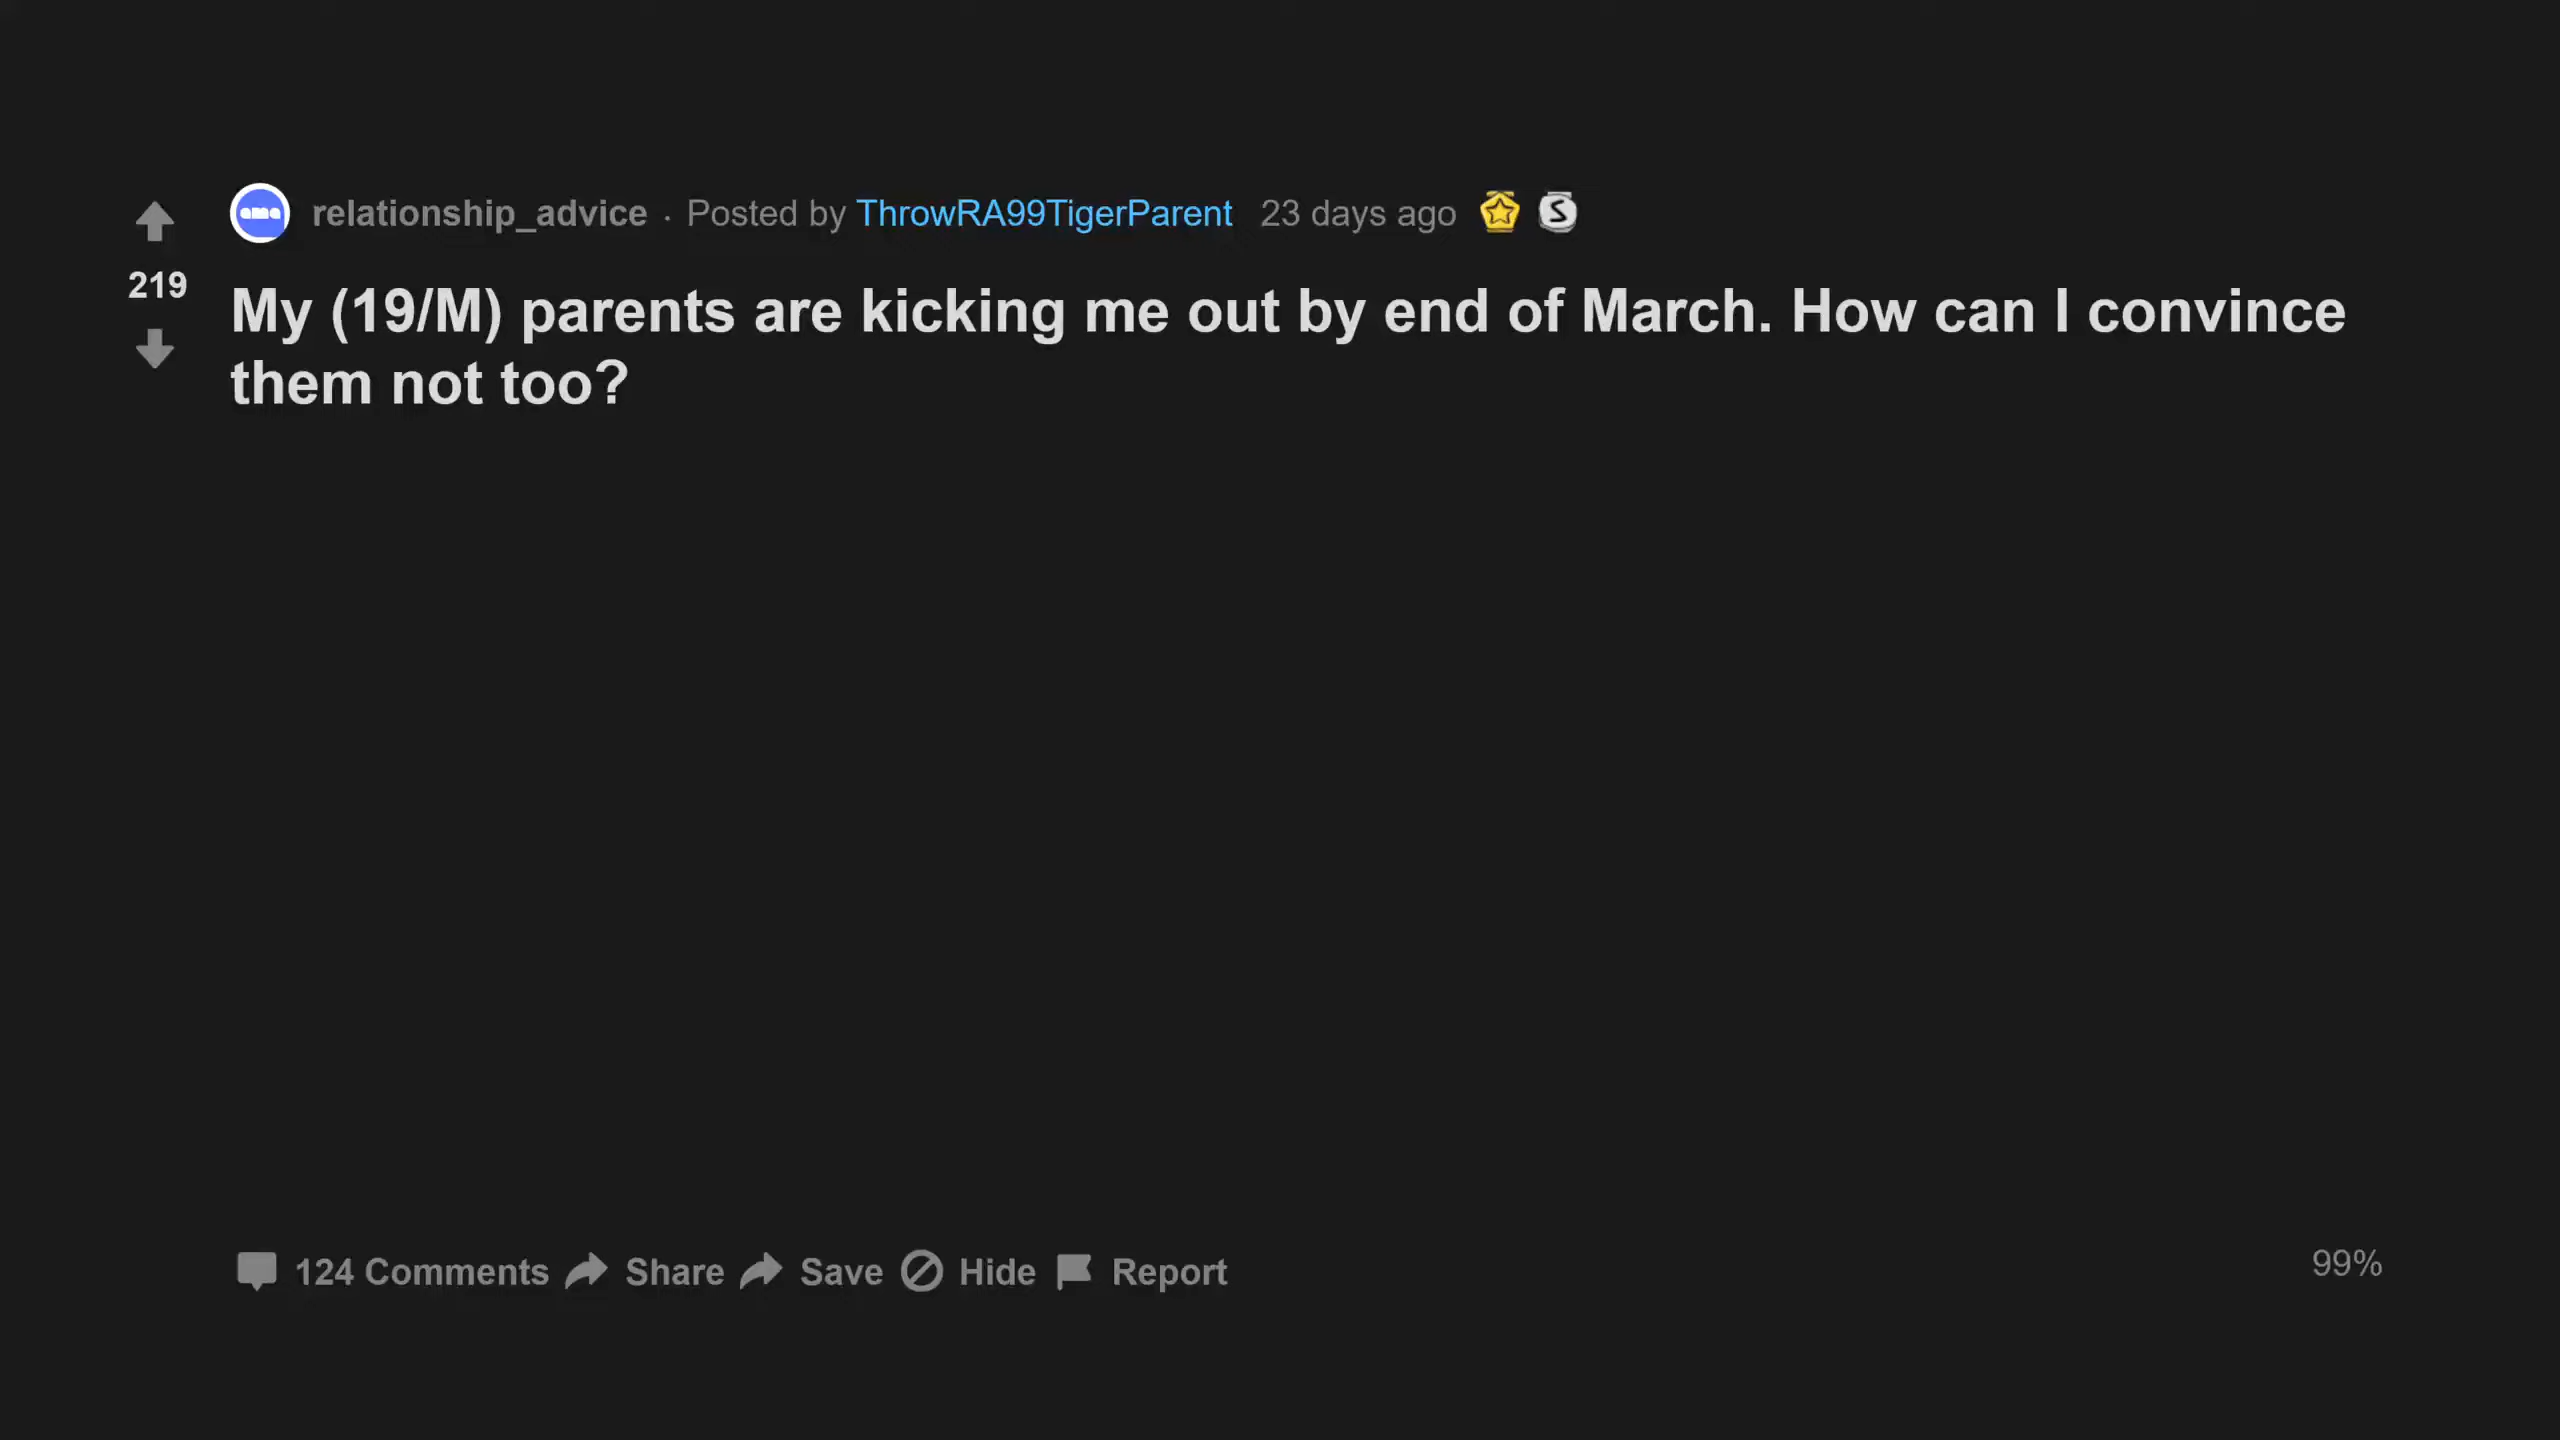 relationship_advice · Posted by ThrowRA99TigerParent 23 days ago
219
My (19/M) parents are kicking me out by end of March. How can I convince
them not too?
124 Comments Share Save Hide Report
99%